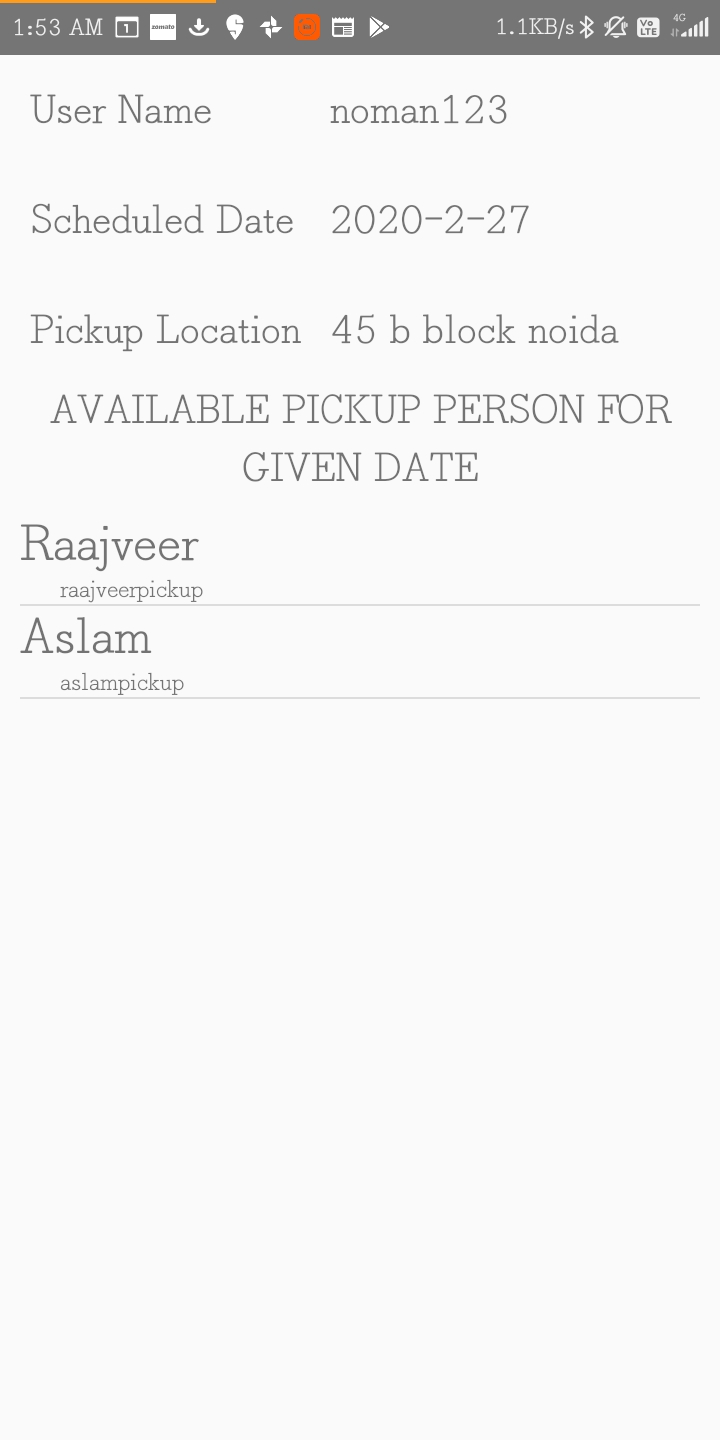 1:53 AM 1 zomato 1.1KB/s Vo LTE 4G
User Name noman123
Scheduled Date 2020-2-27
Pickup Location 45 b block noida
AVAILABLE PICKUP PERSON FOR
GIVEN DATE
Raajveer
raajveerpickup
Aslam
aslampickup